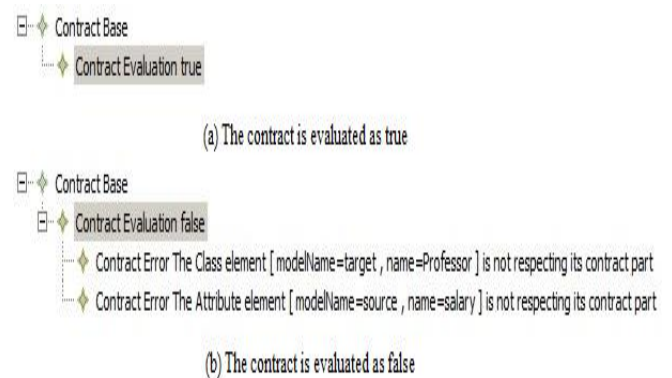 Contract Base
Contract Evaluation true
(a) The contract is evaluated as true
Contract Base
Contract Evaluation false
Contract Error The Class element [ modelName=target , name=Professor ] is not respecting its contract part
Contract Error The Attribute element [ modelName=source , name=salary ] is not respecting its contract part
(b) The contract is evaluated as false